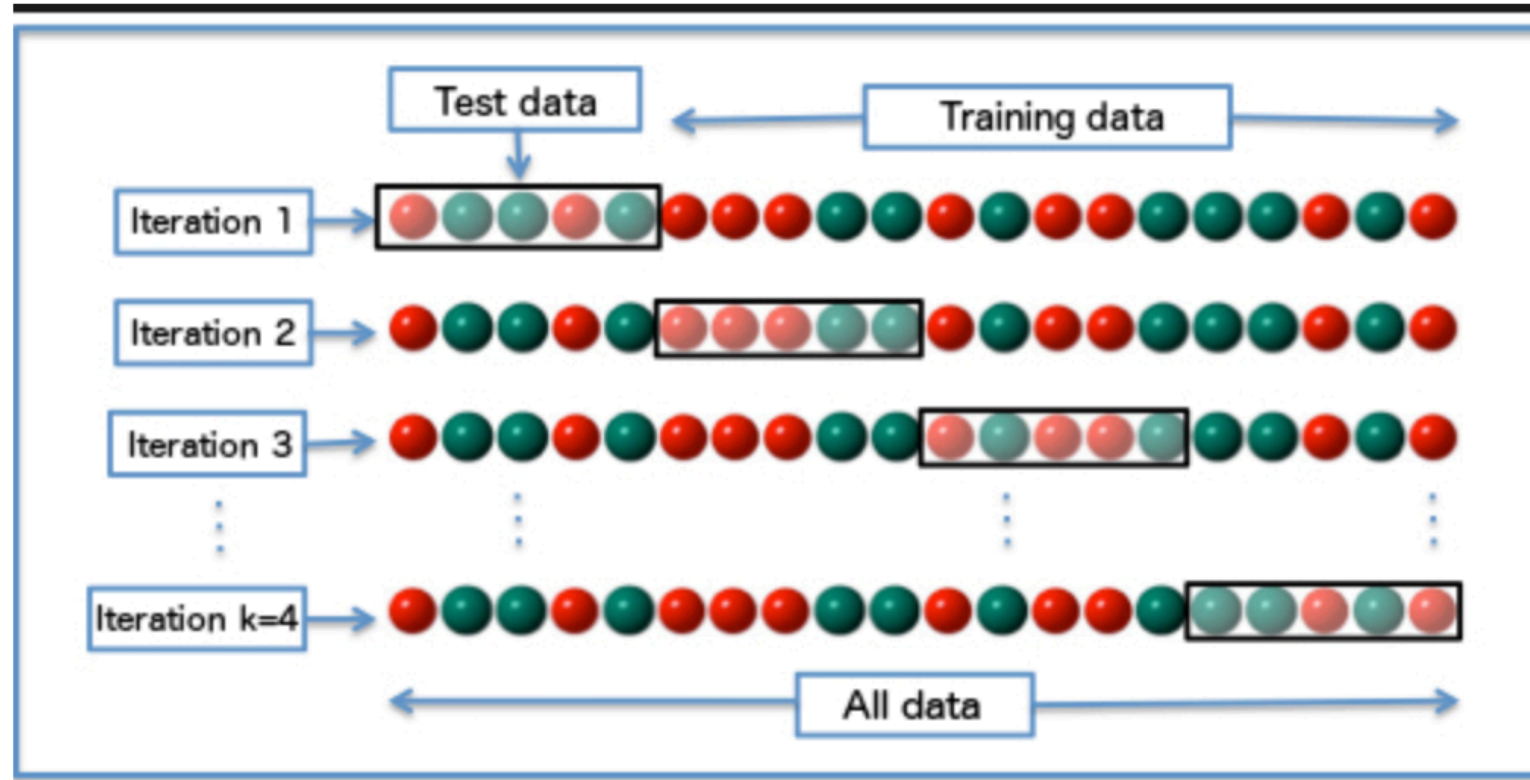 Test data
Training data
Iteration 1
Iteration 2
Iteration 3
Iteration k=4
All data